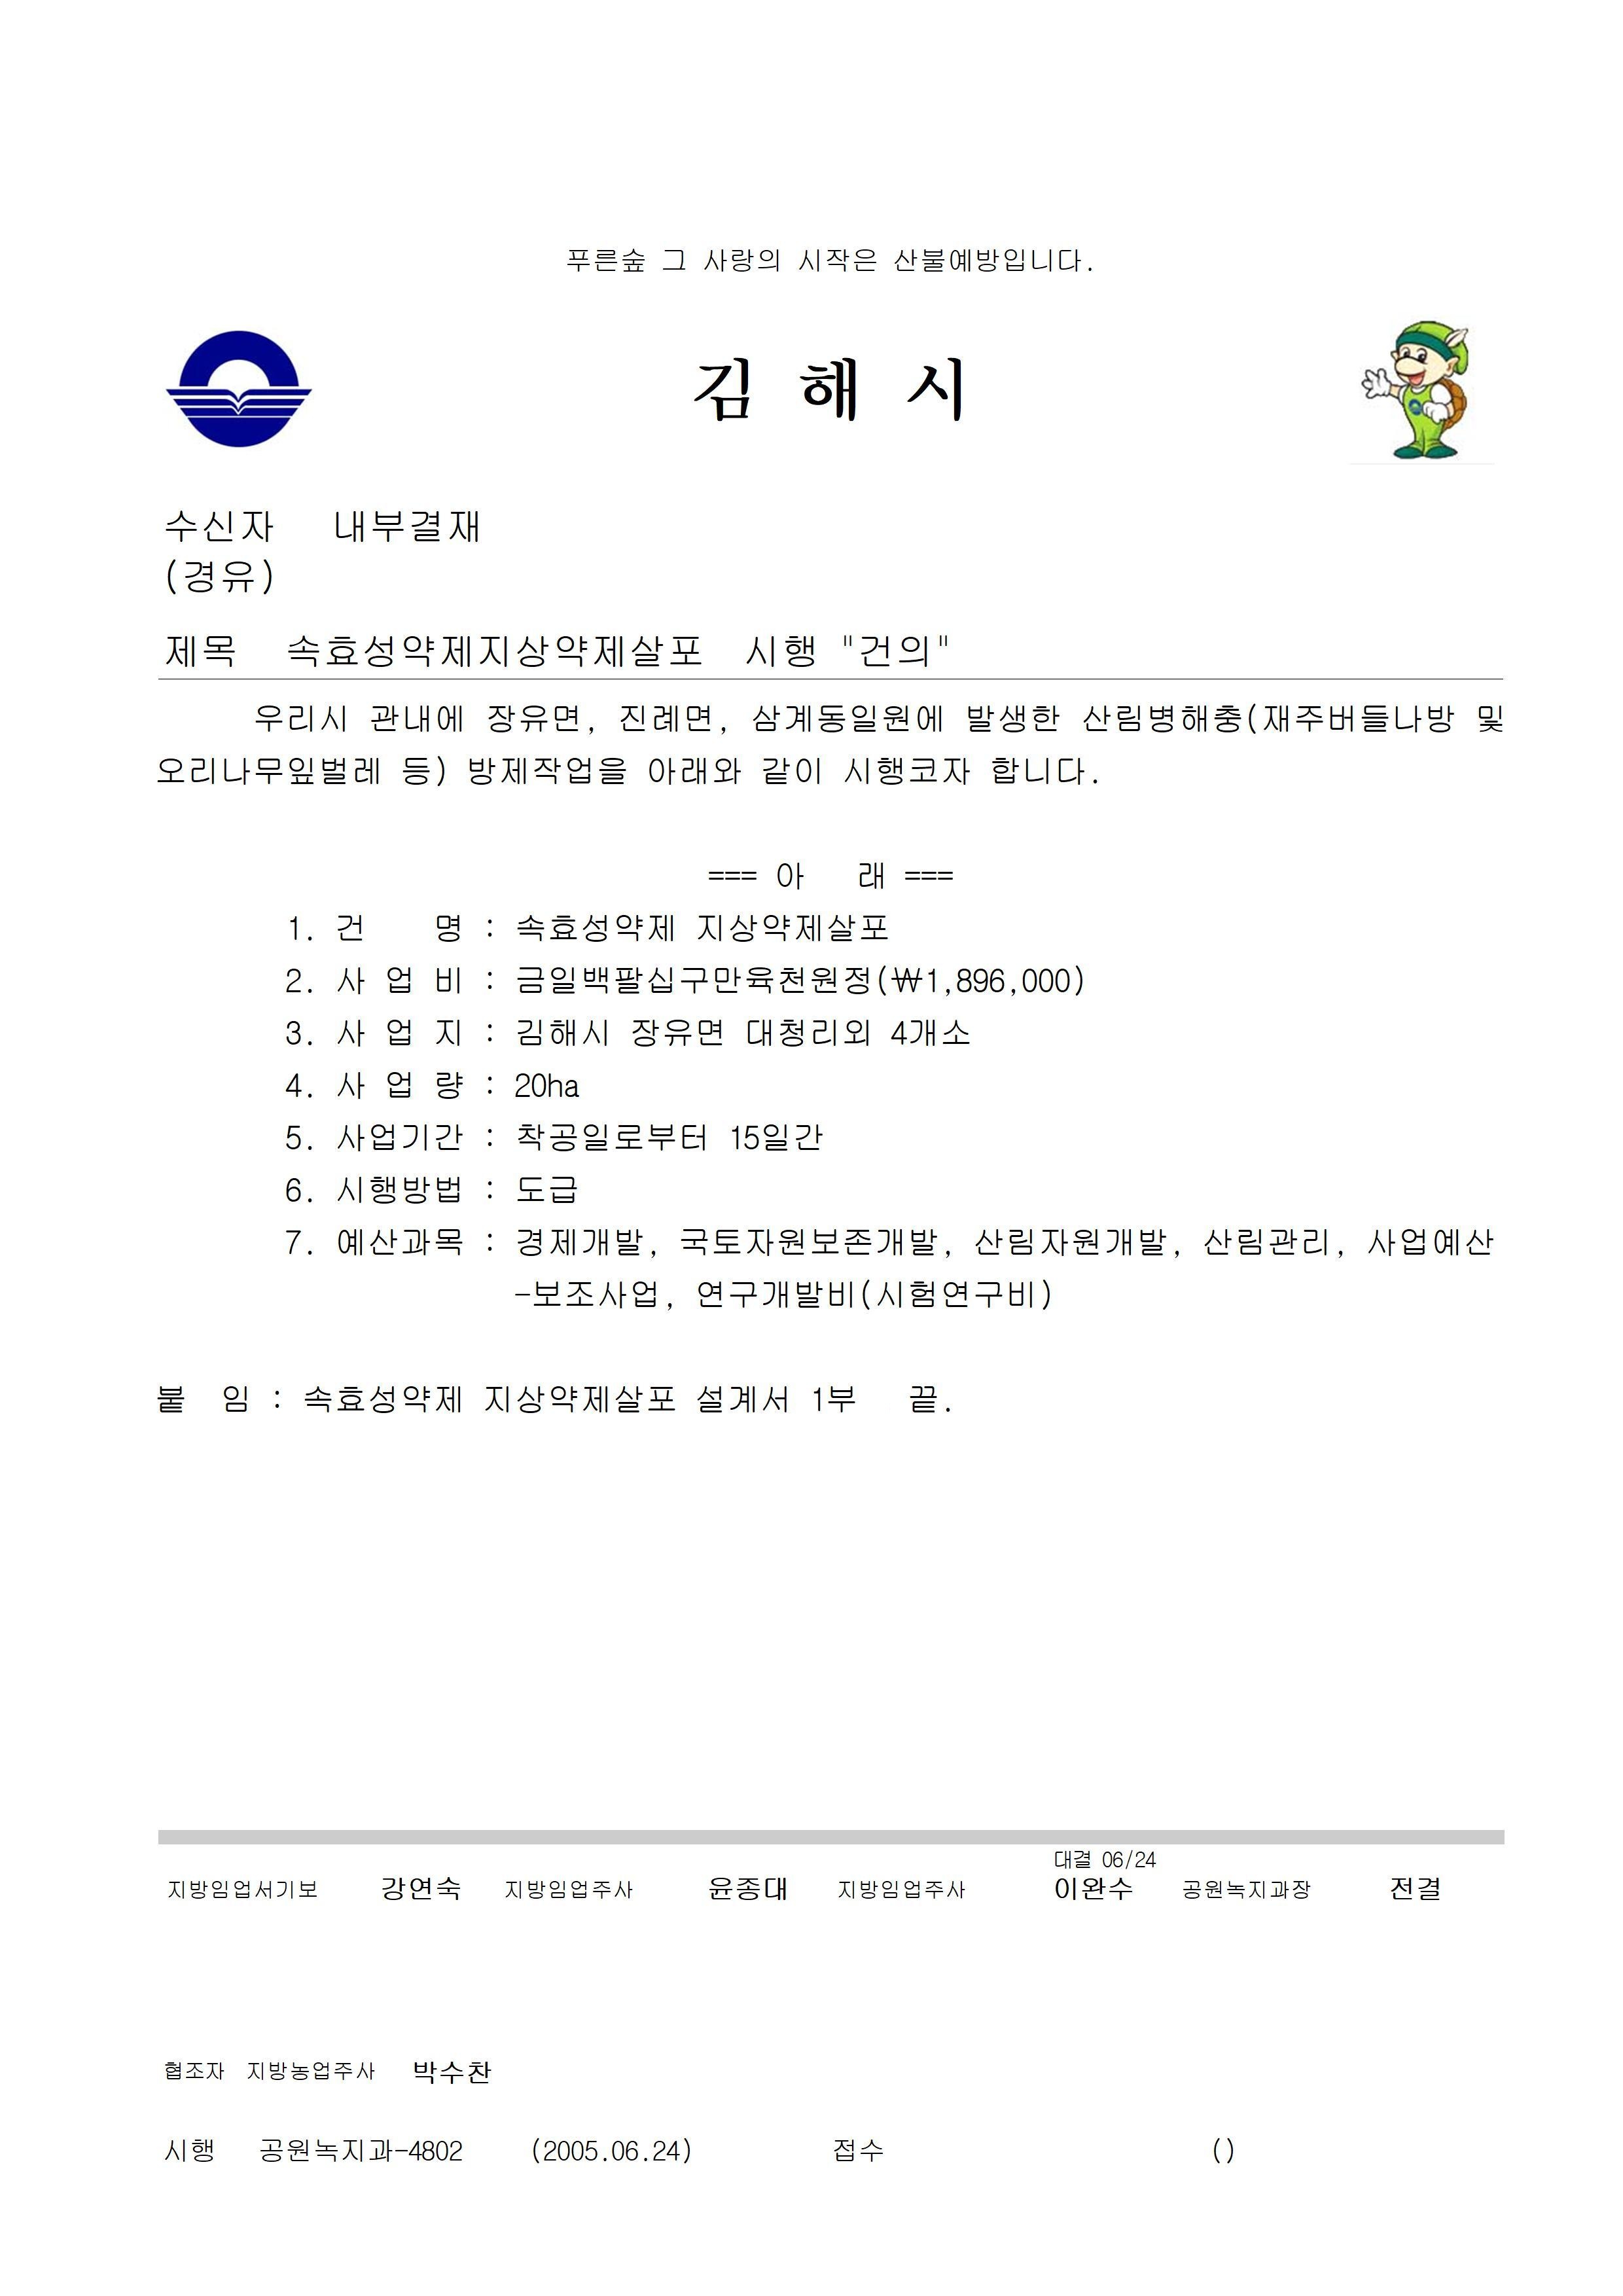 푸른숲 그 사랑의 시작은 산불예방입니다.
김 해 시
수신자 내부결재
(경유)
제목 속효성약제지상약제살포 시행 "건의"
우리시 관내에 장유면, 진례면, 삼계동일원에 발생한 산림병해충(재주버들나방 및
오리나무잎벌레 등) 방제작업을 아래와 같이 시행코자 합니다.
=== 아 래 ===
1. 건 명 : 속효성약제 지상약제살포
2. 사 업 비 : 금일백팔십구만육천원정(₩1,896,000)
3. 사 업 지 : 김해시 장유면 대청리외 4개소
4. 사 업 량 : 20ha
5. 사업기간 : 착공일로부터 15일간
6. 시행방법 : 도급
7. 예산과목 : 경제개발, 국토자원보존개발, 산림자원개발, 산림관리, 사업예산
-보조사업, 연구개발비(시험연구비)
붙 임 : 속효성약제 지상약제살포 설계서 1부 끝.
대결 06/24
지방임업서기보 강연숙 지방임업주사 윤종대 지방임업주사 이완수 공원녹지과장 전결
협조자 지방농업주사 박수찬
시행 공원녹지과-4802 (2005.06.24) 접수 ()